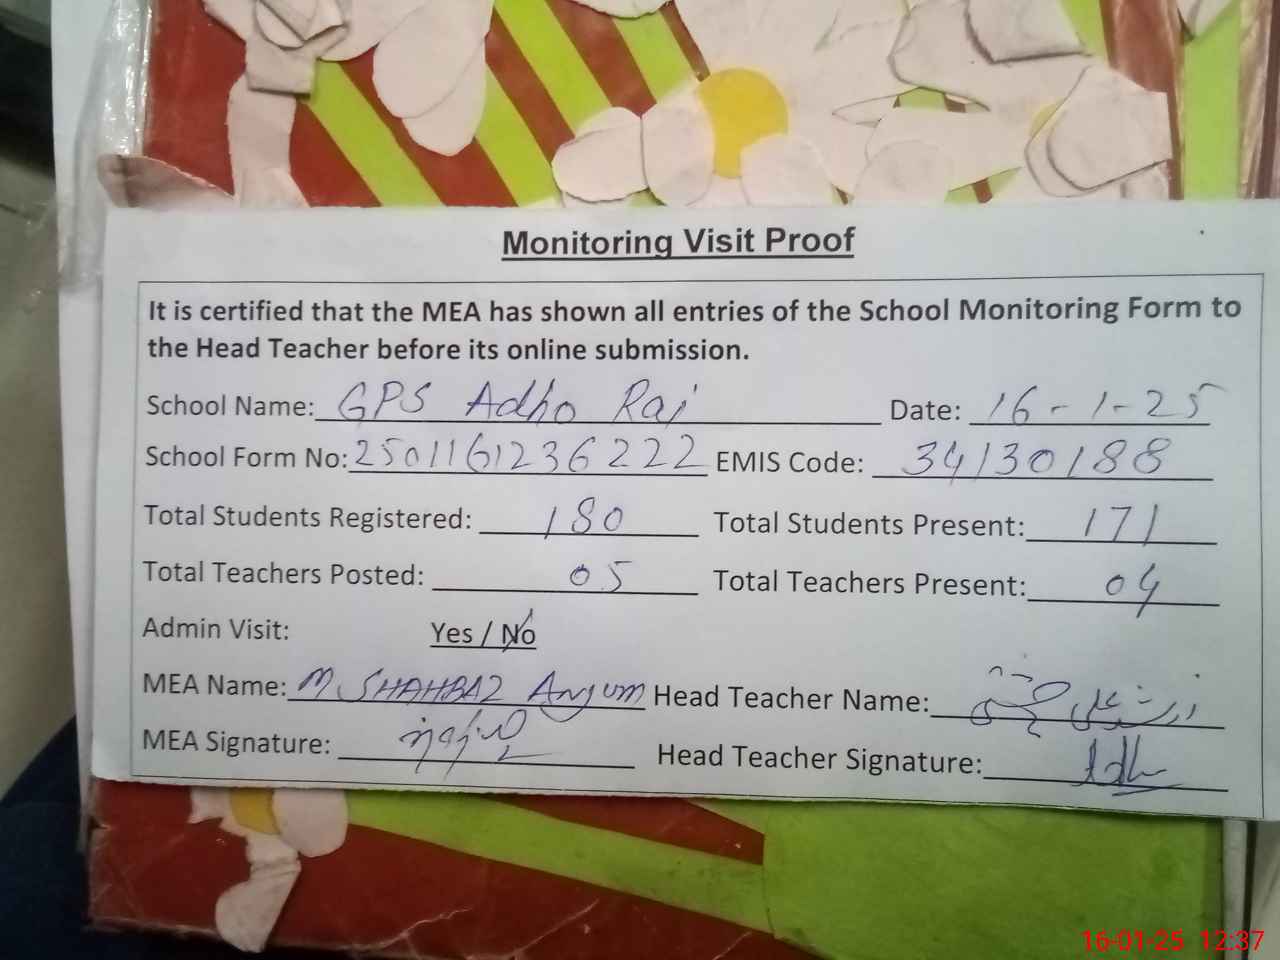 Monitoring Visit Proof
It is certified that the MEA has shown all entries of the School Monitoring Form to
the Head Teacher before its online submission.
School Name: GPS Adho Rai Date: 16-1-25
School Form No: 2501161236222 EMIS Code: 34130188
Total Students Registered: 180 Total Students Present: 171
Total Teachers Posted: 05 Total Teachers Present: 04
Admin Visit: Yes / No
MEA Name: M. SHAHBAZ Anjum Head Teacher Name:
MEA Signature: Head Teacher Signature:
16-01-25 12:37